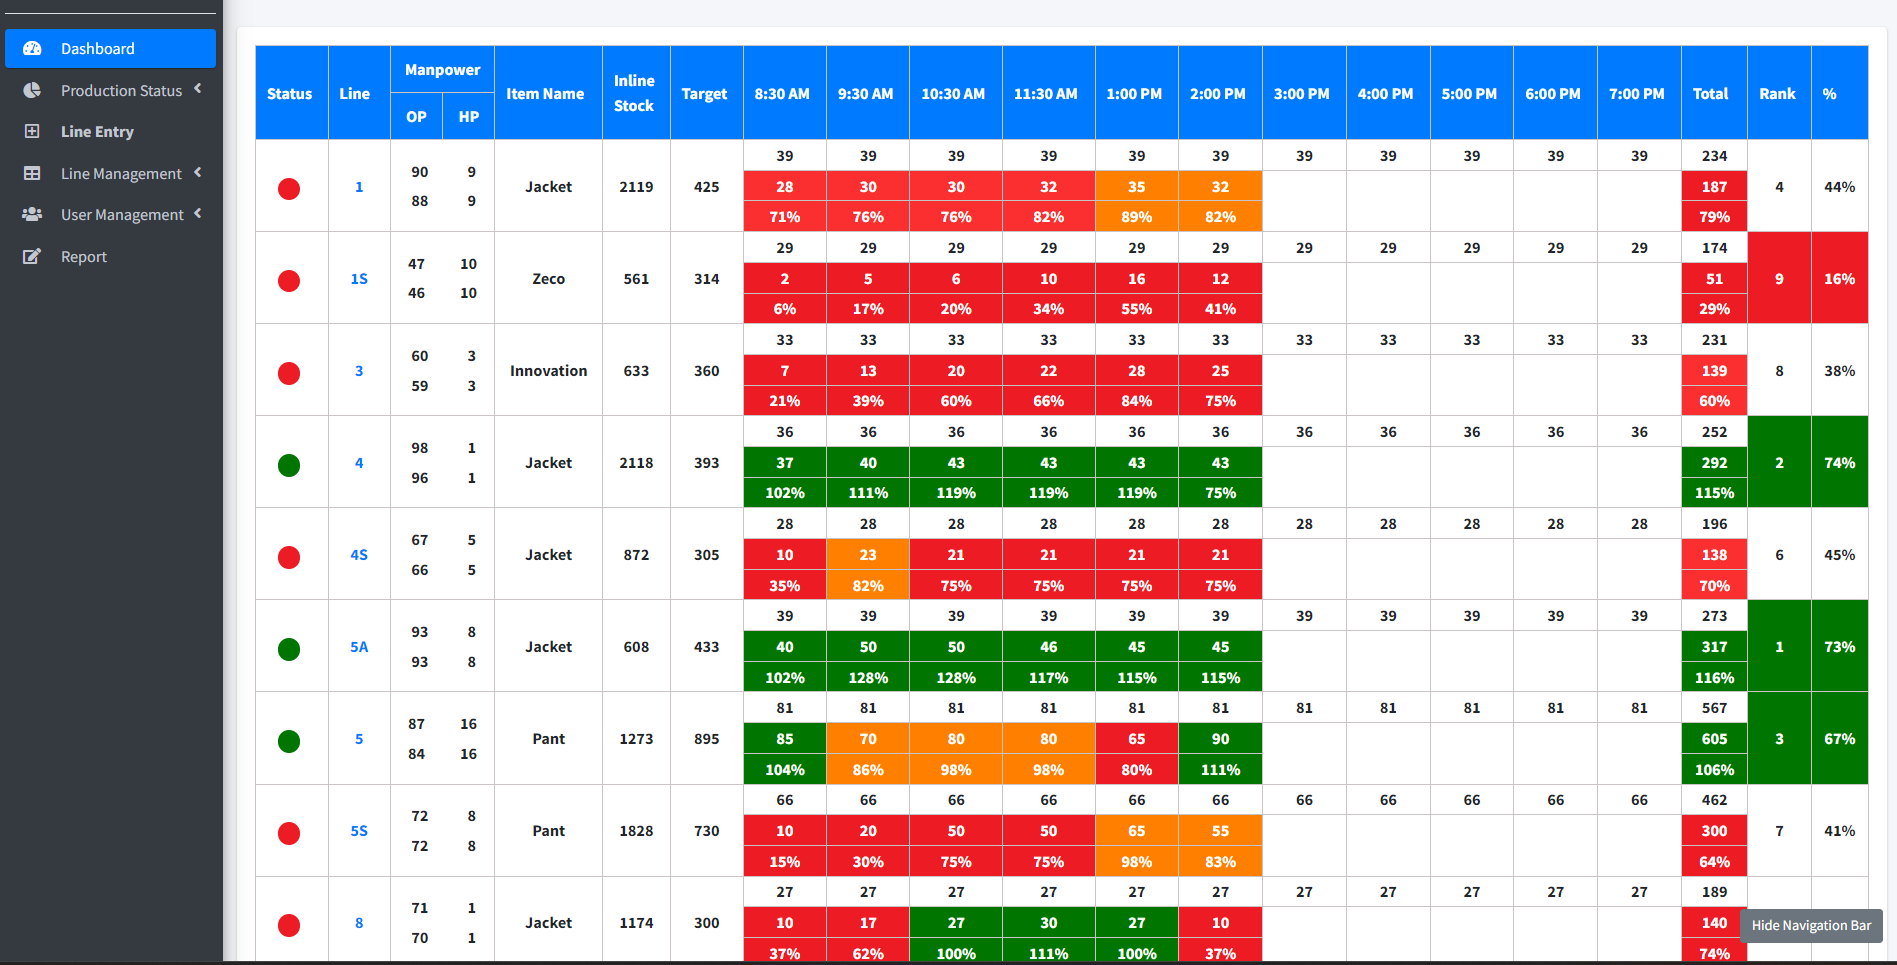 Dashboard
Production Status
Line Entry
Line Management
User Management
Report
Status Line Manpower Item Name Inline Stock Target 8:30 AM 9:30 AM 10:30 AM 11:30 AM 1:00 PM 2:00 PM 3:00 PM 4:00 PM 5:00 PM 6:00 PM 7:00 PM Total Rank %
OP HP
39 39 39 39 39 39 39 39 39 39 39 234
90 9
1 Jacket 2119 425 28 30 30 32 35 32 187 4 44%
88 9
71% 76% 76% 82% 89% 82% 79%
29 29 29 29 29 29 29 29 29 29 29 174
47 10
1S Zeco 561 314 2 5 6 10 16 12 51 9 16%
46 10
6% 17% 20% 34% 55% 41% 29%
33 33 33 33 33 33 33 33 33 33 33 231
60 3
3 Innovation 633 360 7 13 20 22 28 25 139 8 38%
59 3
21% 39% 60% 66% 84% 75% 60%
36 36 36 36 36 36 36 36 36 36 36 252
98 1
4 Jacket 2118 393 37 40 43 43 43 43 292 2 74%
96 1
102% 111% 119% 119% 119% 75% 115%
28 28 28 28 28 28 28 28 28 28 28 196
67 5
4S Jacket 872 305 10 23 21 21 21 21 138 6 45%
66 5
35% 82% 75% 75% 75% 75% 70%
39 39 39 39 39 39 39 39 39 39 39 273
93 8
5A Jacket 608 433 40 50 50 46 45 45 317 1 73%
93 8
102% 128% 128% 117% 115% 115% 116%
81 81 81 81 81 81 81 81 81 81 81 567
87 16
5 Pant 1273 895 85 70 80 80 65 90 605 3 67%
84 16
104% 86% 98% 98% 80% 111% 106%
66 66 66 66 66 66 66 66 66 66 66 462
72 8
5S Pant 1828 730 10 20 50 50 65 55 300 7 41%
72 8
15% 30% 75% 75% 98% 83% 64%
27 27 27 27 27 27 27 27 27 27 27 189
71 1
8 Jacket 1174 300 10 17 27 30 27 10 140
70 1
37% 62% 100% 111% 100% 37% 74%
Hide Navigation Bar